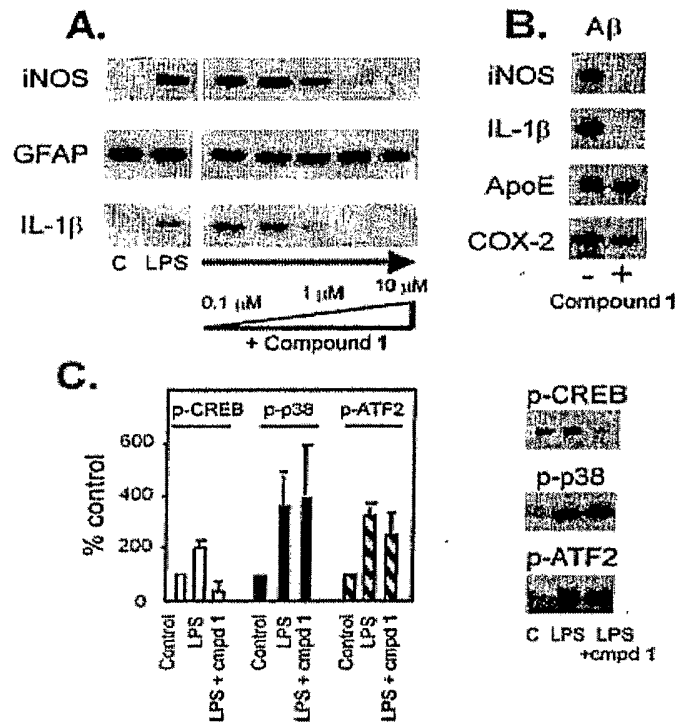 A.
iNOS
GFAP
IL-1β
C LPS
0.1 μM 1 μM 10 μM
+ Compound 1
B.
Aβ
iNOS
IL-1β
ApoE
COX-2
- +
Compound 1
C.
% control
600
400
200
0
p-CREB p-p38 p-ATF2
Control
LPS
LPS + cmpd 1
Control
LPS
LPS + cmpd 1
Control
LPS
LPS + cmpd 1
p-CREB
p-p38
p-ATF2
C LPS LPS
+cmpd 1